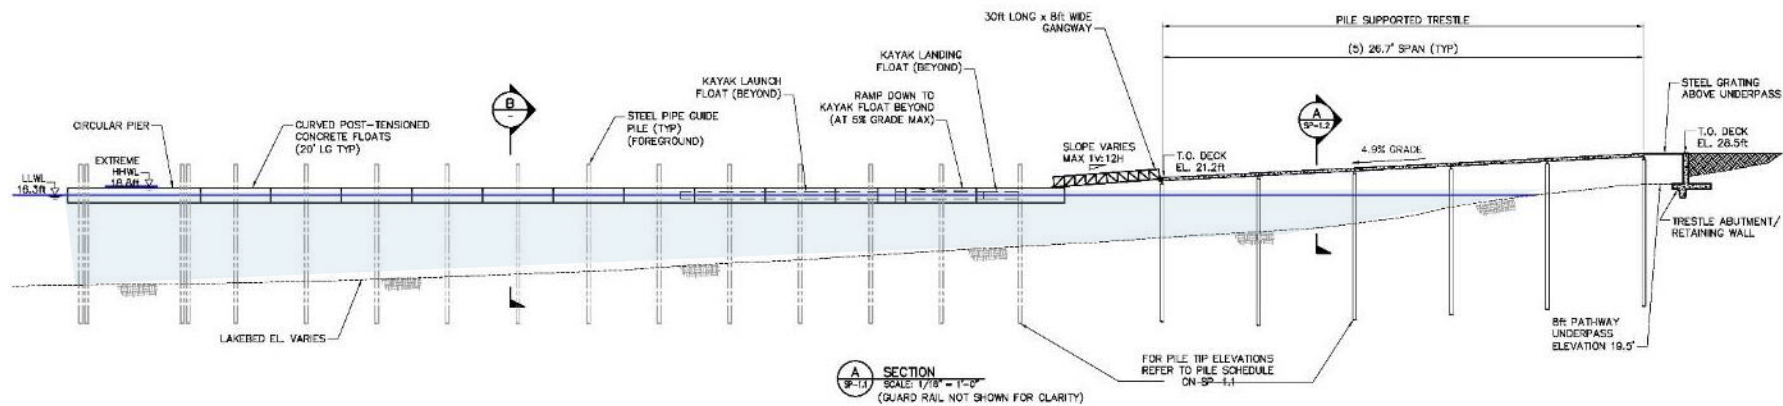 30ft LONG x 8ft WIDE
GANGWAY
PILE SUPPORTED TRESTLE
(5) 26.7' SPAN (TYP)
KAYAK LANDING
FLOAT (BEYOND)
KAYAK LAUNCH
FLOAT (BEYOND)
RAMP DOWN TO
KAYAK FLOAT BEYOND
(AT 5% GRADE MAX)
STEEL GRATING
ABOVE UNDERPASS
B
-
A
SP-1.2
CIRCULAR PIER
CURVED POST-TENSIONED
CONCRETE FLOATS
(20' LG TYP)
STEEL PIPE GUIDE
PILE (TYP)
(FOREGROUND)
T.O. DECK
EL. 28.5ft
SLOPE VARIES
MAX 1V:12H
T.O. DECK
EL. 21.2ft
4.9% GRADE
EXTREME
HHWL
18.8ft
LLWL
16.3ft
TRESTLE ABUTMENT/
RETAINING WALL
LAKEBED EL. VARIES
8ft PATHWAY
UNDERPASS
ELEVATION 19.5'
FOR PILE TIP ELEVATIONS
REFER TO PILE SCHEDULE
ON SP-1.1
A
SP-1.1
SECTION
SCALE: 1/16" = 1'-0"
(GUARD RAIL NOT SHOWN FOR CLARITY)